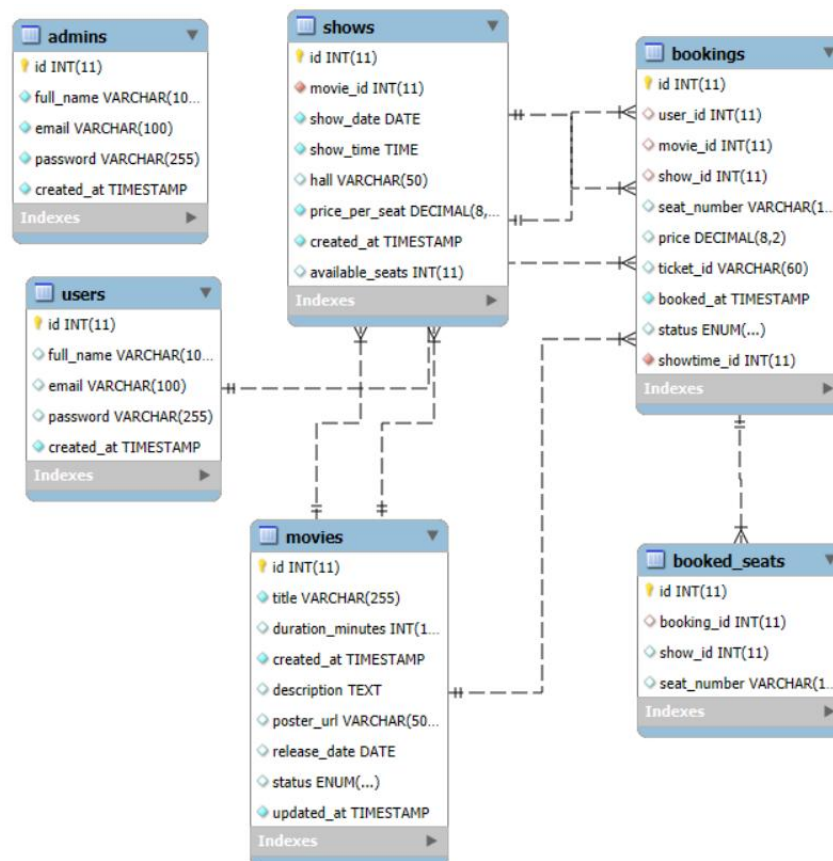 admins
id INT(11)
full_name VARCHAR(10...
email VARCHAR(100)
password VARCHAR(255)
created_at TIMESTAMP
Indexes
shows
id INT(11)
movie_id INT(11)
show_date DATE
show_time TIME
hall VARCHAR(50)
price_per_seat DECIMAL(8,...
created_at TIMESTAMP
available_seats INT(11)
Indexes
bookings
id INT(11)
user_id INT(11)
movie_id INT(11)
show_id INT(11)
seat_number VARCHAR(1...
price DECIMAL(8,2)
ticket_id VARCHAR(60)
booked_at TIMESTAMP
status ENUM(...)
showtime_id INT(11)
Indexes
users
id INT(11)
full_name VARCHAR(10...
email VARCHAR(100)
password VARCHAR(255)
created_at TIMESTAMP
Indexes
movies
id INT(11)
title VARCHAR(255)
duration_minutes INT(1...
created_at TIMESTAMP
description TEXT
poster_url VARCHAR(50...
release_date DATE
status ENUM(...)
updated_at TIMESTAMP
Indexes
booked_seats
id INT(11)
booking_id INT(11)
show_id INT(11)
seat_number VARCHAR(1...
Indexes